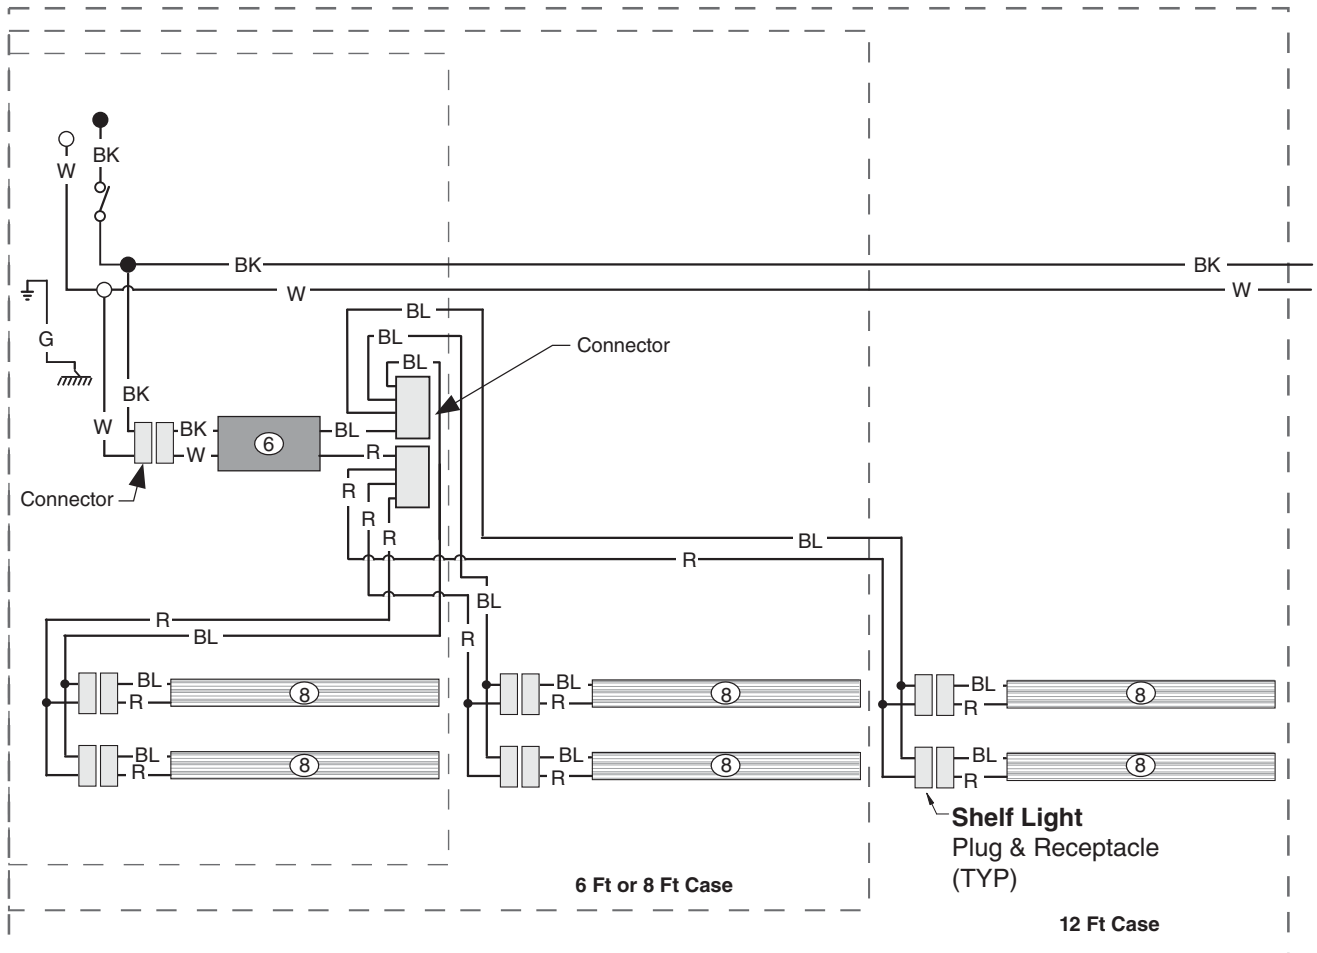 W
BK
BK
BK
W
W
G
BL
BL
BL
Connector
BK
W
BK
W
6
BL
R
Connector
R
R
R
BL
R
BL
R
R
BL
BL
R
8
BL
R
8
BL
R
8
BL
R
8
BL
R
8
BL
R
8
Shelf Light
Plug & Receptacle
(TYP)
6 Ft or 8 Ft Case
12 Ft Case